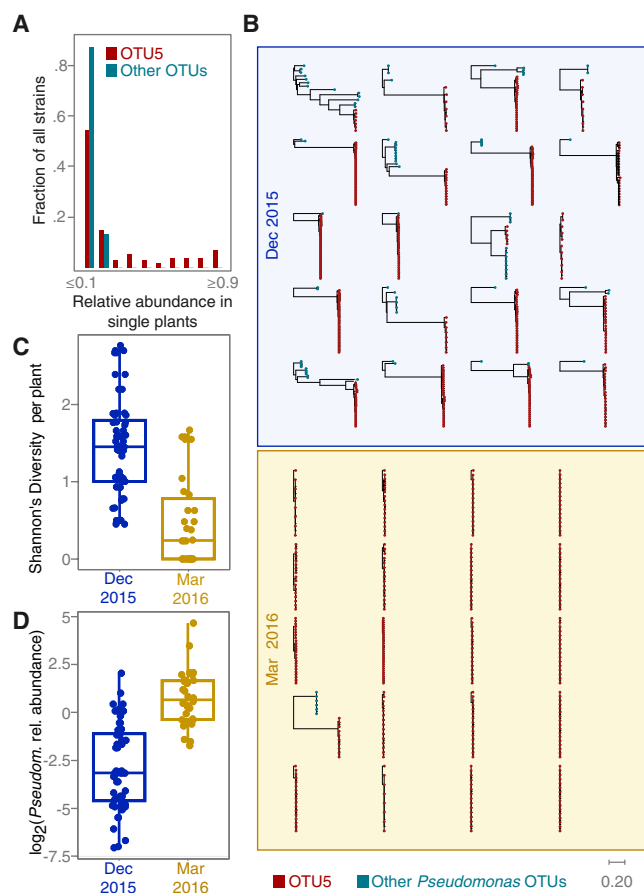 A
OTU5
Other OTUs
Fraction of all strains
.8
.6
.4
.2
≤0.1
≥0.9
Relative abundance in
single plants
B
Dec 2015
Mar 2016
OTU5
Other Pseudomonas OTUs
0.20
C
Shannon's Diversity per plant
2
1
0
Dec
2015
Mar
2016
D
log2(Pseudom. rel. abundance)
5
2.5
0
-2.5
-5
-7.5
Dec
2015
Mar
2016